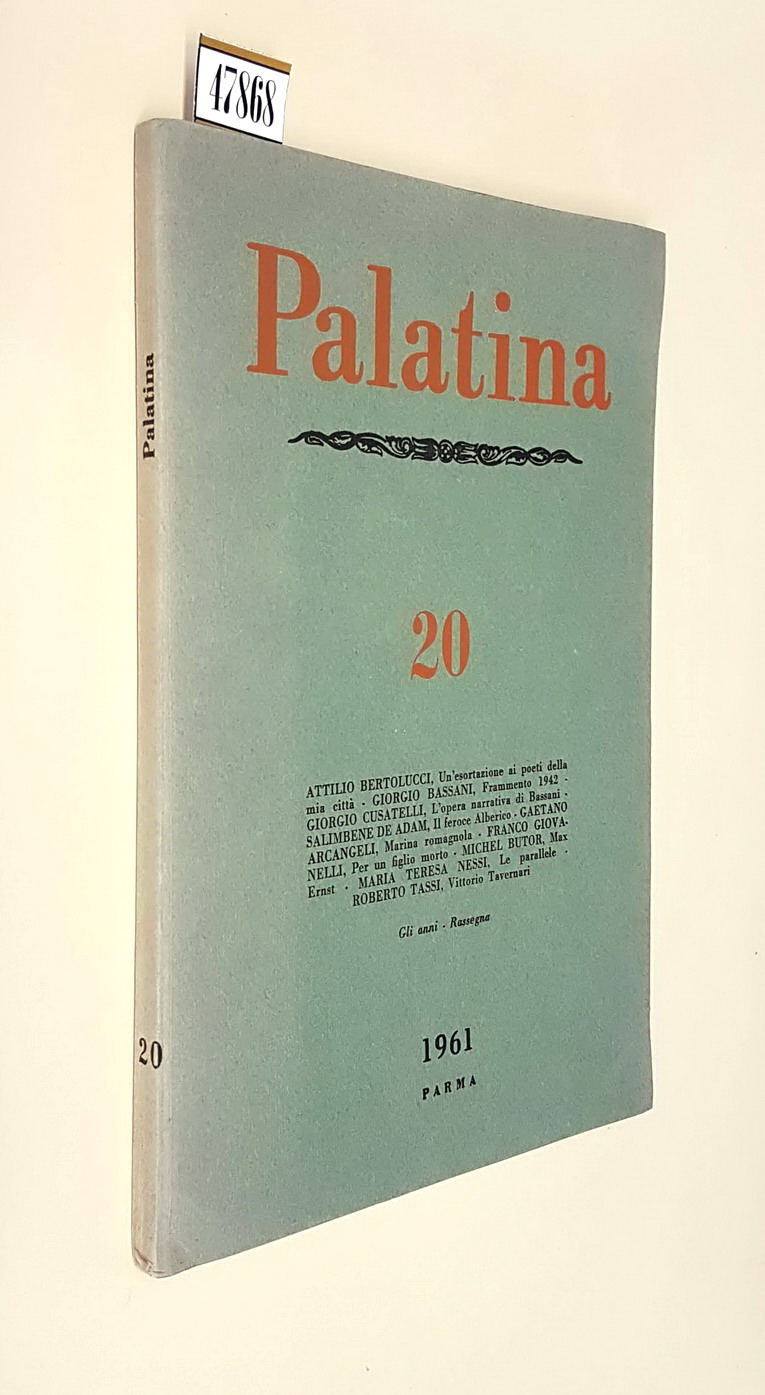 47868
Palatina
20
ATTILIO BERTOLUCCI, Un'esortazione ai poeti della
mia città - GIORGIO BASSANI, Frammento 1942 -
GIORGIO CUSATELLI, L'opera narrativa di Bassani -
SALIMBENE DE ADAM, Il feroce Alberico - GAETANO
ARCANGELI, Marina romagnola - FRANCO GIOVA-
NELLI, Per un figlio morto - MICHEL BUTOR, Max
Ernst - MARIA TERESA NESSI, Le parallele -
ROBERTO TASSI, Vittorio Tavernari
Gli anni - Rassegna
1961
PARMA
Palatina
20